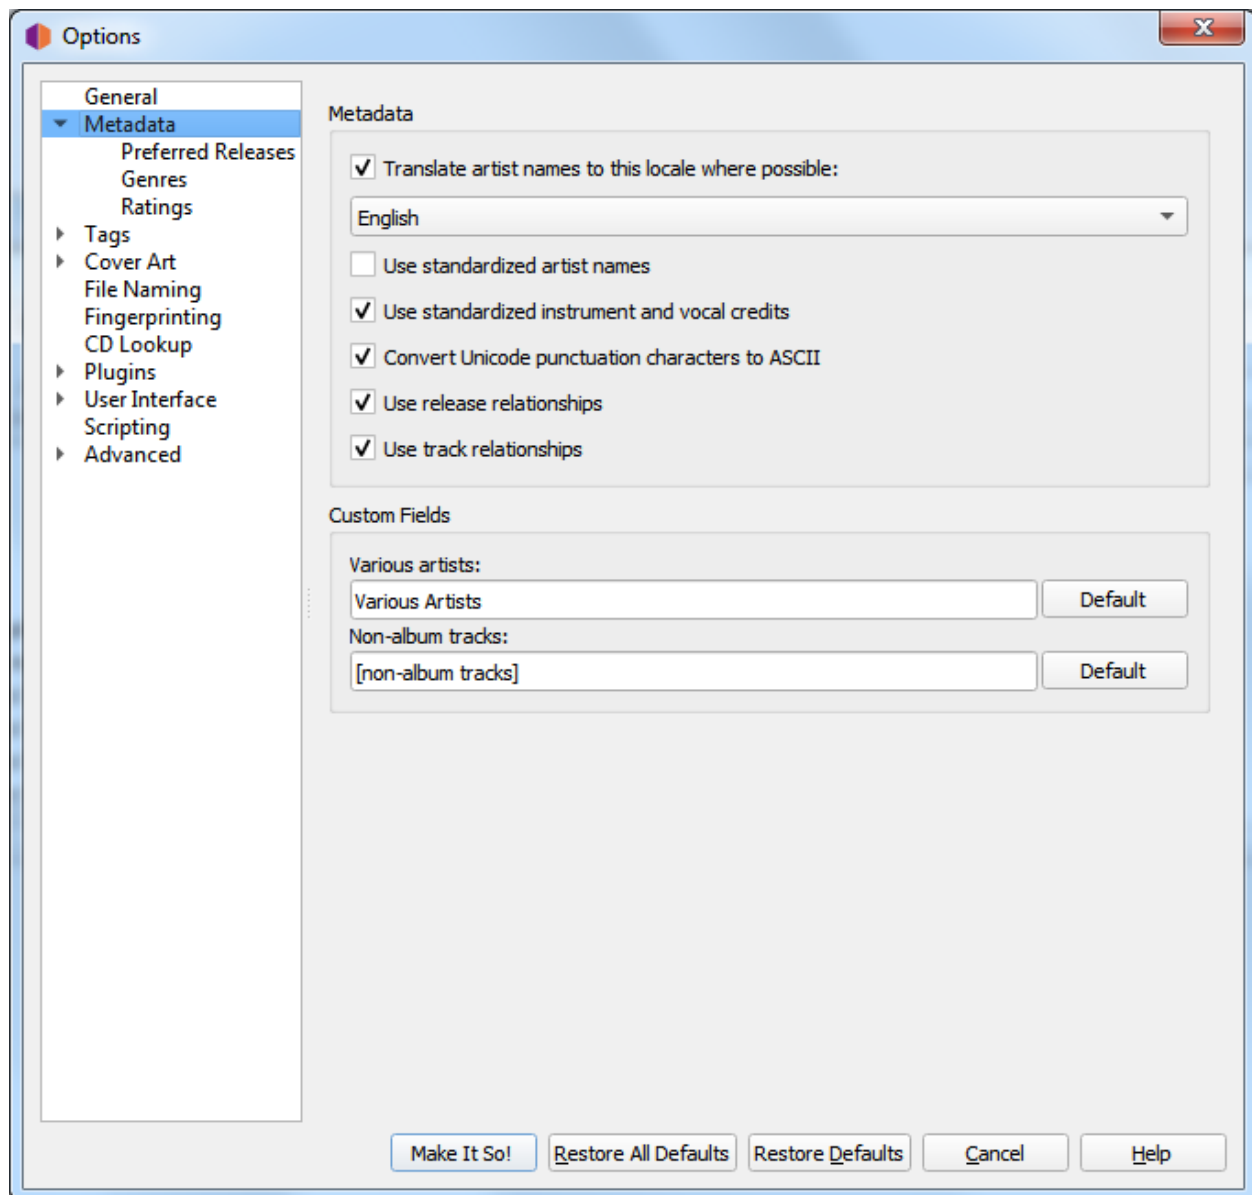 Options
General
Metadata
Preferred Releases
Genres
Ratings
Tags
Cover Art
File Naming
Fingerprinting
CD Lookup
Plugins
User Interface
Scripting
Advanced
Metadata
Translate artist names to this locale where possible:
English
Use standardized artist names
Use standardized instrument and vocal credits
Convert Unicode punctuation characters to ASCII
Use release relationships
Use track relationships
Custom Fields
Various artists:
Various Artists Default
Non-album tracks:
[non-album tracks] Default
Make It So! Restore All Defaults Restore Defaults Cancel Help